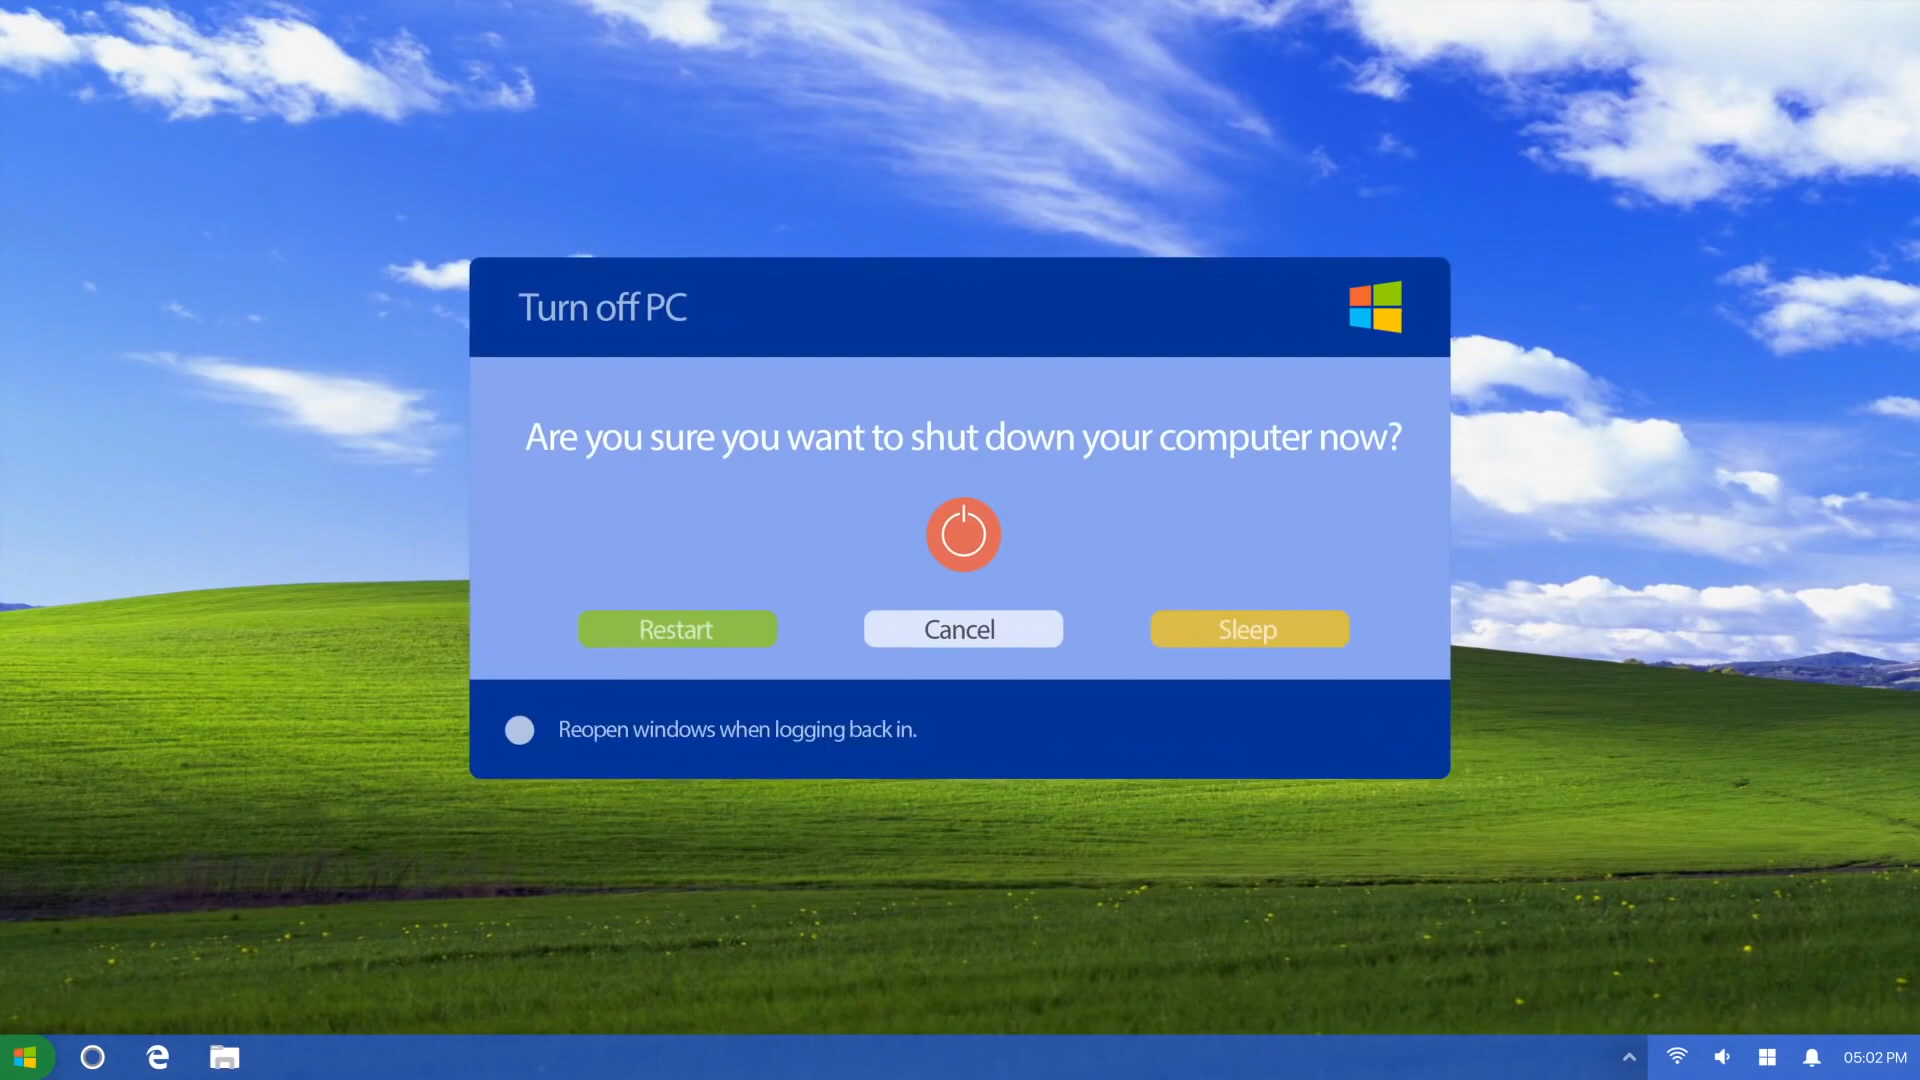 Turn off PC
Are you sure you want to shut down your computer now?
Restart
Cancel
Sleep
Reopen windows when logging back in.
05:02 PM